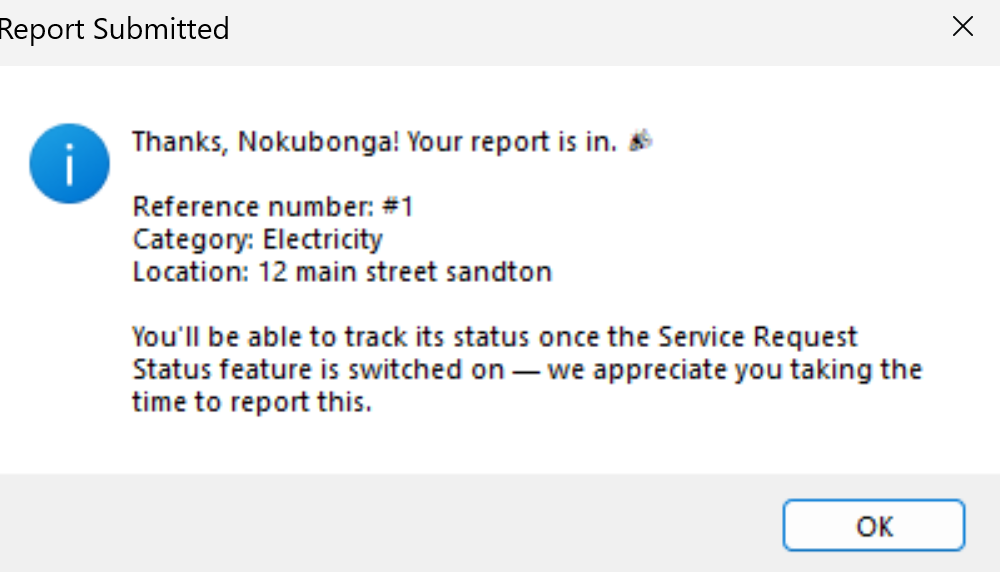 Report Submitted
Thanks, Nokubonga! Your report is in. 🎉
Reference number: #1
Category: Electricity
Location: 12 main street sandton
You'll be able to track its status once the Service Request
Status feature is switched on — we appreciate you taking the
time to report this.
OK